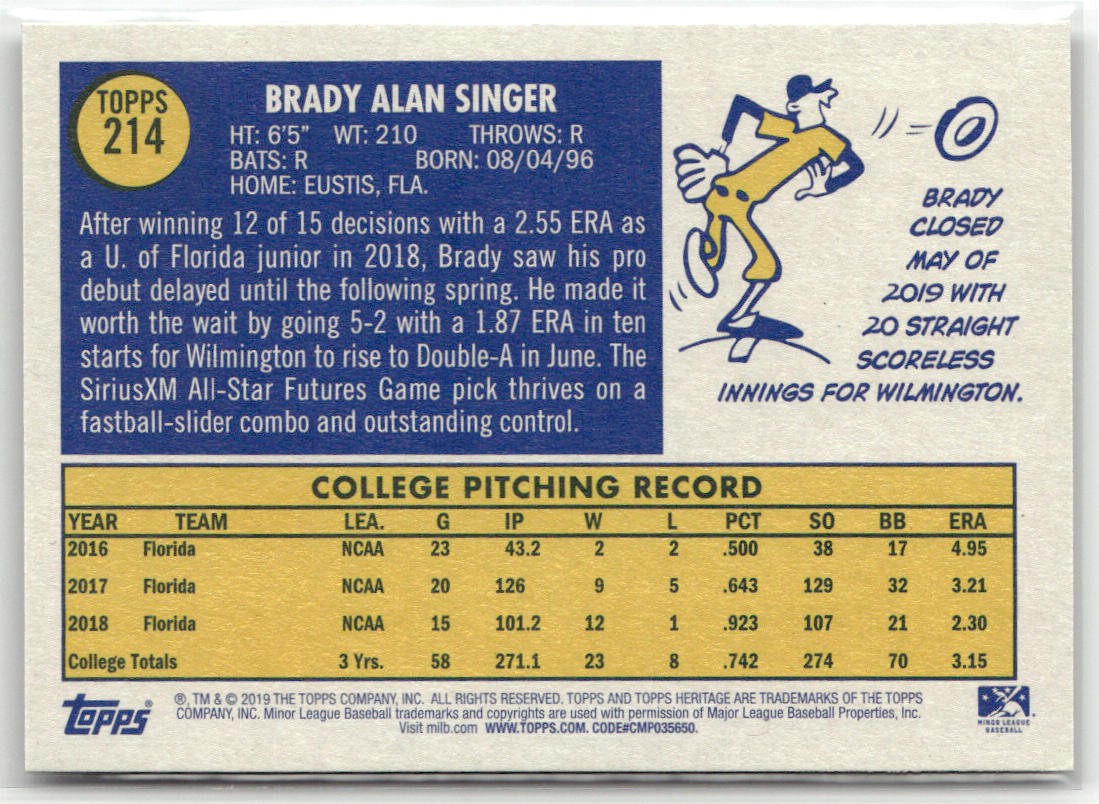 TOPPS
214
BRADY ALAN SINGER
HT: 6'5" WT: 210 THROWS: R
BATS: R BORN: 08/04/96
HOME: EUSTIS, FLA.
After winning 12 of 15 decisions with a 2.55 ERA as
a U. of Florida junior in 2018, Brady saw his pro
debut delayed until the following spring. He made it
worth the wait by going 5-2 with a 1.87 ERA in ten
starts for Wilmington to rise to Double-A in June. The
SiriusXM All-Star Futures Game pick thrives on a
fastball-slider combo and outstanding control.
BRADY
CLOSED
MAY OF
2019 WITH
20 STRAIGHT
SCORELESS
INNINGS FOR WILMINGTON.
COLLEGE PITCHING RECORD
YEAR TEAM LEA. G IP W L PCT SO BB ERA
2016 Florida NCAA 23 43.2 2 2 .500 38 17 4.95
2017 Florida NCAA 20 126 9 5 .643 129 32 3.21
2018 Florida NCAA 15 101.2 12 1 .923 107 21 2.30
College Totals 3 Yrs. 58 271.1 23 8 .742 274 70 3.15
topps®
®, TM & © 2019 THE TOPPS COMPANY, INC. ALL RIGHTS RESERVED. TOPPS AND TOPPS HERITAGE ARE TRADEMARKS OF THE TOPPS
COMPANY, INC. Minor League Baseball trademarks and copyrights are used with permission of Major League Baseball Properties, Inc.
Visit milb.com WWW.TOPPS.COM. CODE#CMP035650.
MINOR LEAGUE
BASEBALL